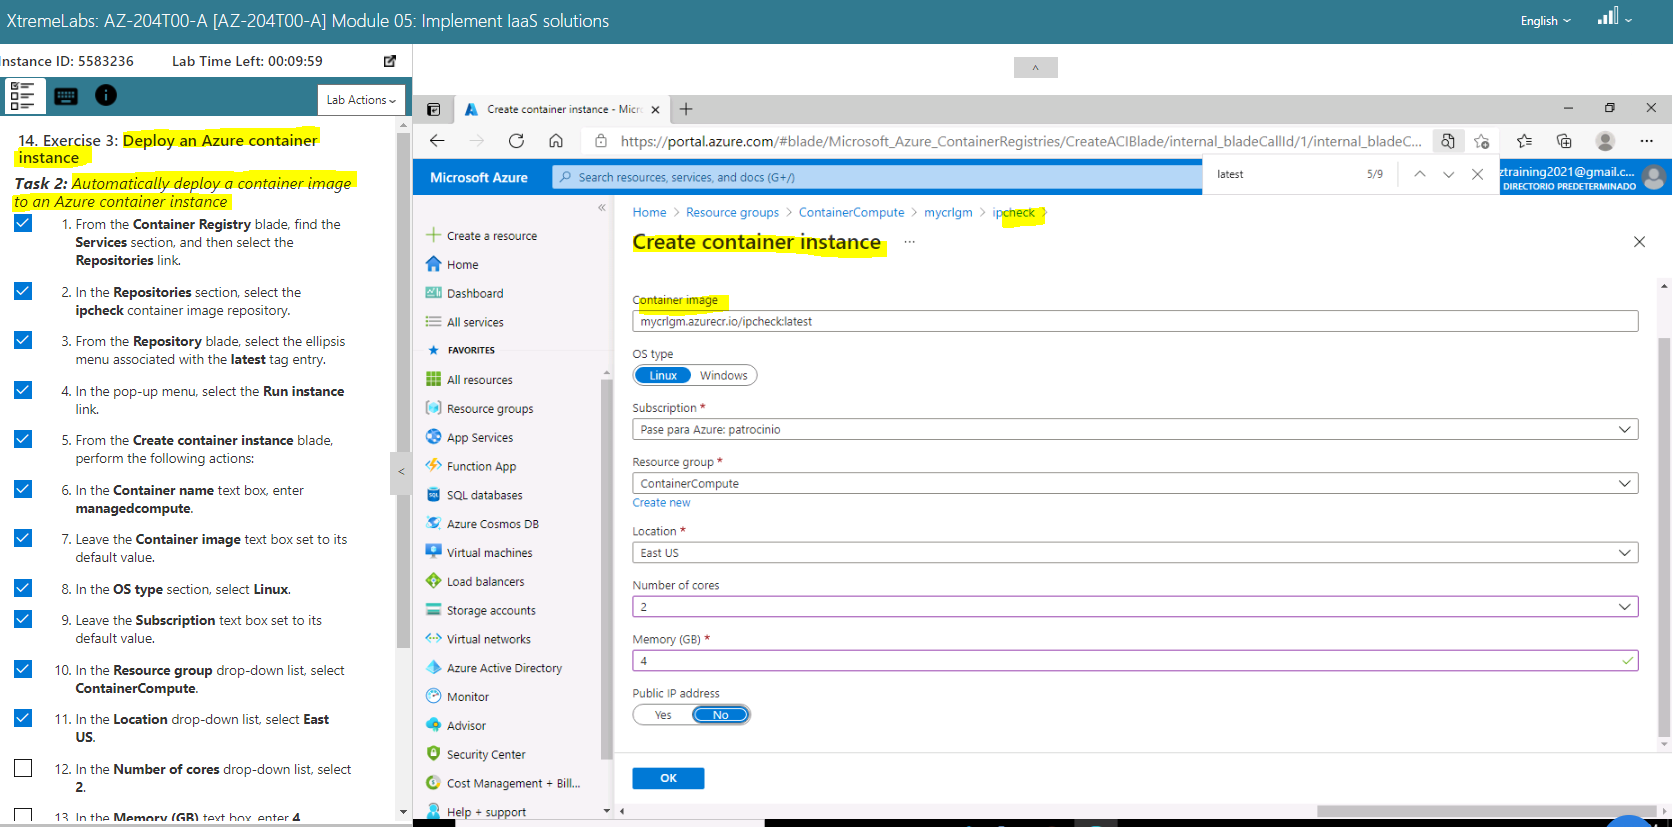 XtremeLabs: AZ-204T00-A [AZ-204T00-A] Module 05: Implement IaaS solutions
English
nstance ID: 5583236
Lab Time Left: 00:09:59
Lab Actions
14. Exercise 3: Deploy an Azure container
instance
Task 2: Automatically deploy a container image
to an Azure container instance
1. From the Container Registry blade, find the
Services section, and then select the
Repositories link.
2. In the Repositories section, select the
ipcheck container image repository.
3. From the Repository blade, select the ellipsis
menu associated with the latest tag entry.
4. In the pop-up menu, select the Run instance
link.
5. From the Create container instance blade,
perform the following actions:
6. In the Container name text box, enter
managedcompute.
7. Leave the Container image text box set to its
default value.
8. In the OS type section, select Linux.
9. Leave the Subscription text box set to its
default value.
10. In the Resource group drop-down list, select
ContainerCompute.
11. In the Location drop-down list, select East
US.
12. In the Number of cores drop-down list, select
2.
13. In the Memory (GB) text box, enter 4
Create container instance - Micr
https://portal.azure.com/#blade/Microsoft_Azure_ContainerRegistries/CreateACIBlade/internal_bladeCallId/1/internal_bladeC...
Microsoft Azure
Search resources, services, and docs (G+/)
latest
5/9
ztraining2021@gmail.c...
DIRECTORIO PREDETERMINADO
Create a resource
Home
Dashboard
All services
FAVORITES
All resources
Resource groups
App Services
Function App
SQL databases
Azure Cosmos DB
Virtual machines
Load balancers
Storage accounts
Virtual networks
Azure Active Directory
Monitor
Advisor
Security Center
Cost Management + Bill...
Help + support
Home > Resource groups > ContainerCompute > mycrlgm > ipcheck >
Create container instance ...
Container image
mycrlgm.azurecr.io/ipcheck:latest
OS type
Linux Windows
Subscription *
Pase para Azure: patrocinio
Resource group *
ContainerCompute
Create new
Location *
East US
Number of cores
2
Memory (GB) *
4
Public IP address
Yes No
OK